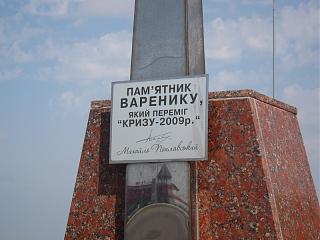 ПАМ'ЯТНИК
ВАРЕНИКУ,
ЯКИЙ ПЕРЕМІГ
"КРИЗУ-2009р."
Михайло Поплавський